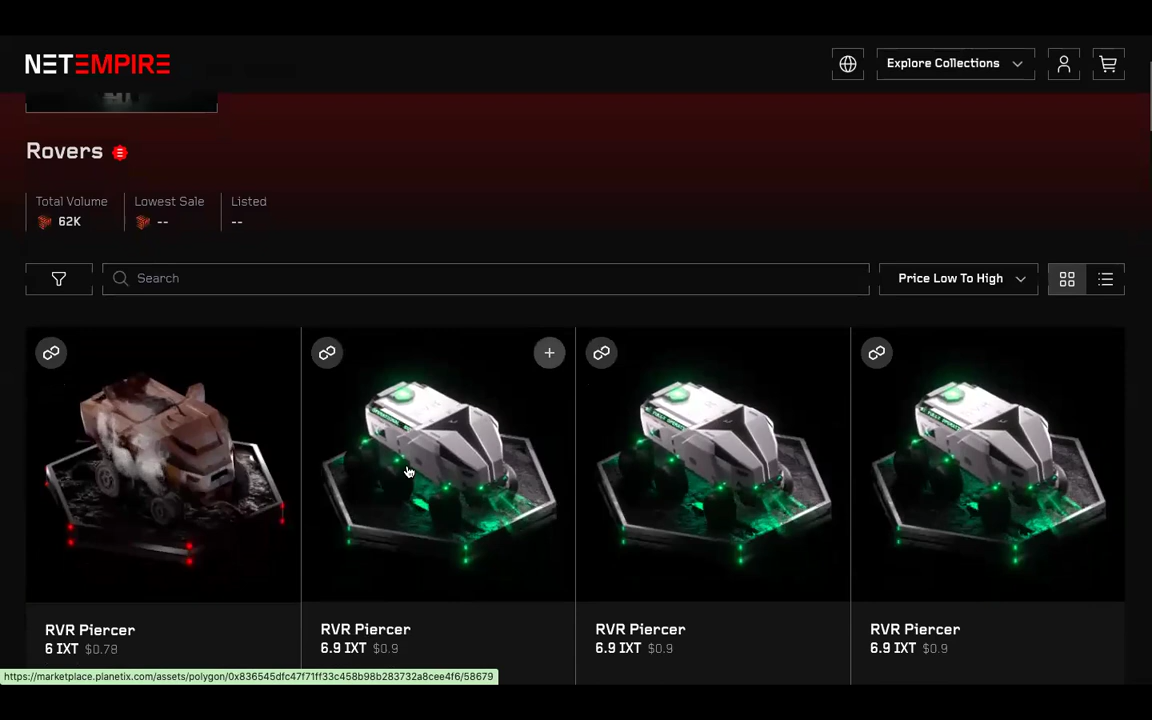 NETEMPIRE
Explore Collections
Rovers
Total Volume
62K
Lowest Sale
--
Listed
--
Search
Price Low To High
RVR Piercer
6 IXT $0.78
RVR Piercer
6.9 IXT $0.9
RVR Piercer
6.9 IXT $0.9
RVR Piercer
6.9 IXT $0.9
https://marketplace.planetix.com/assets/polygon/0x836545dfc47f71ff33c458b98b283732a8cee4f6/58679